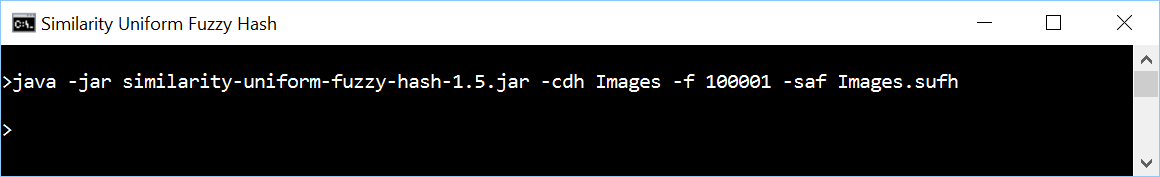 Similarity Uniform Fuzzy Hash
>java -jar similarity-uniform-fuzzy-hash-1.5.jar -cdh Images -f 100001 -saf Images.sufh
>